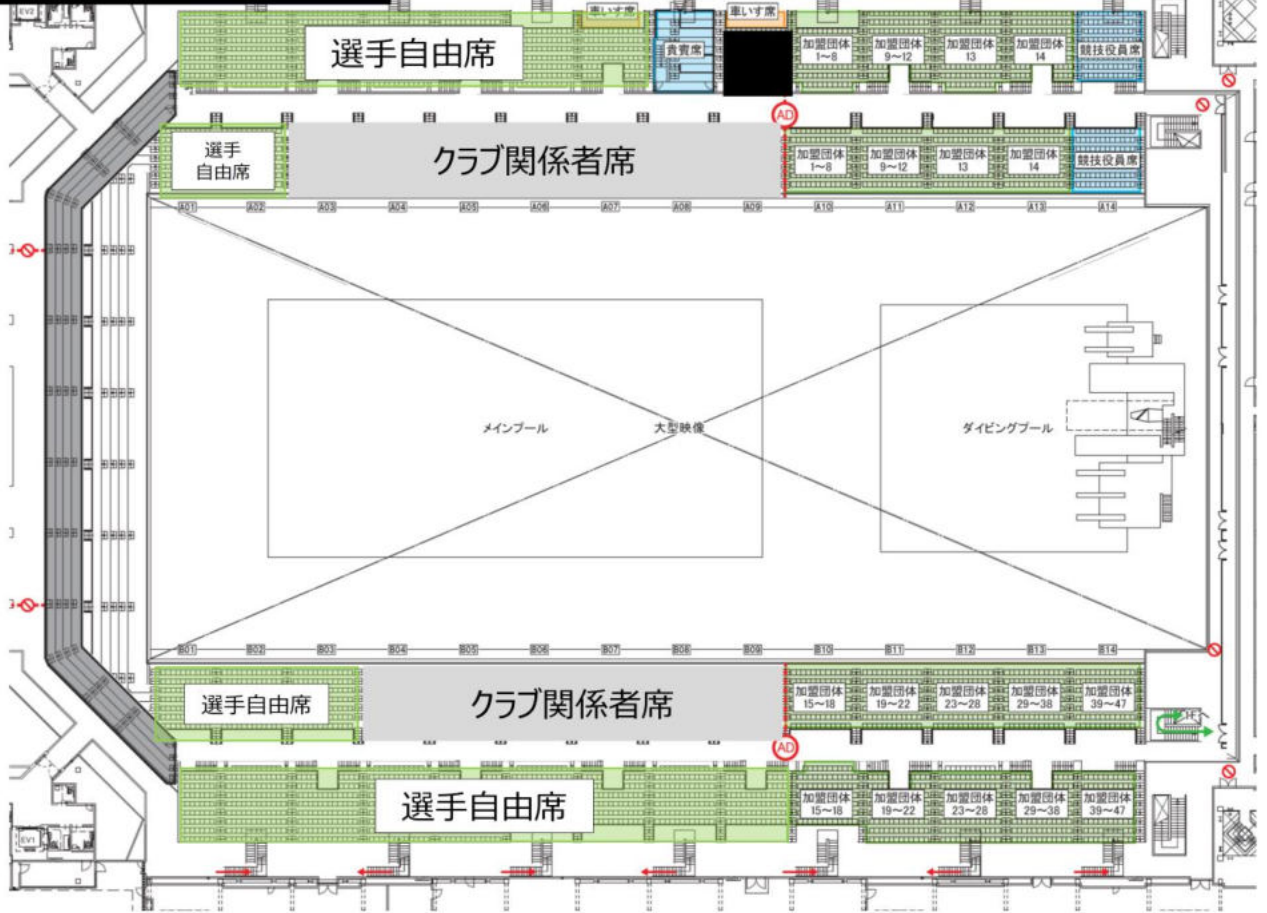 EV2
車いす席
車いす席
選手自由席
貴賓席
加盟団体
1~8
加盟団体
9~12
加盟団体
13
加盟団体
14
競技役員席
AD
選手
自由席
クラブ関係者席
加盟団体
1~8
加盟団体
9~12
加盟団体
13
加盟団体
14
競技役員席
A01 A02 A03 A04 A05 A06 A07 A08 A09 A10 A11 A12 A13 A14
メインプール
大型映像
ダイビングプール
B01 B02 B03 B04 B05 B06 B07 B08 B09 B10 B11 B12 B13 B14
選手自由席
クラブ関係者席
加盟団体
15~18
加盟団体
19~22
加盟団体
23~28
加盟団体
29~38
加盟団体
39~47
AD
選手自由席
加盟団体
15~18
加盟団体
19~22
加盟団体
23~28
加盟団体
29~38
加盟団体
39~47
EV1